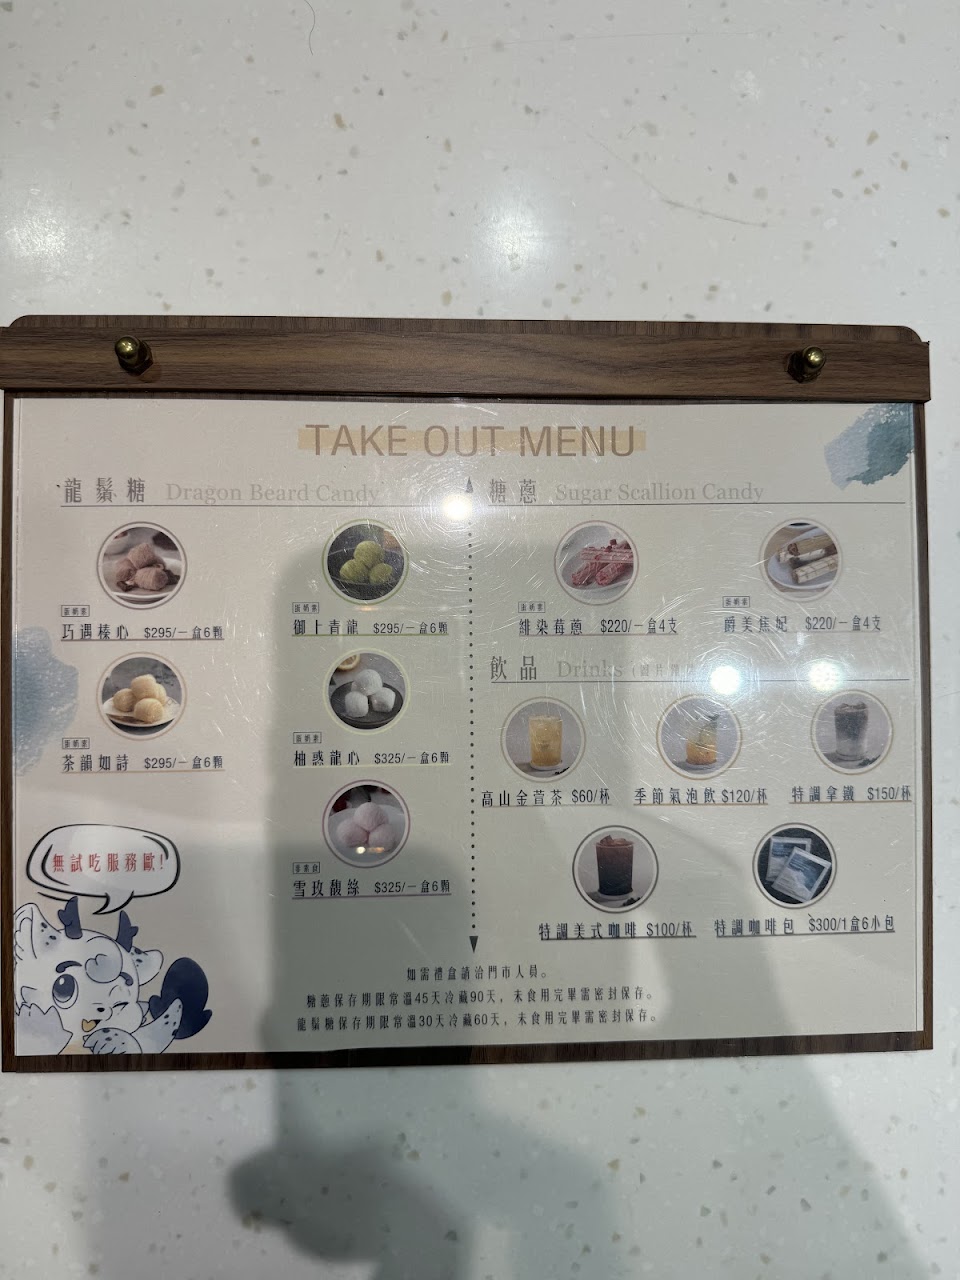 TAKE OUT MENU
龍鬚糖 Dragon Beard Candy
蛋奶素
巧遇榛心 $295/一盒6顆
蛋奶素
御上青龍 $295/一盒6顆
蛋奶素
茶韻如詩 $295/一盒6顆
蛋奶素
柚惑龍心 $325/一盒6顆
雪玫馥絲 $325/一盒6顆
無試吃服務歐!
糖蔥 Sugar Scallion Candy
蛋奶素
緋染莓蔥 $220/一盒4支
蛋奶素
爵美焦妃 $220/一盒4支
飲品 Drinks
高山金萱茶 $60/杯
季節氣泡飲 $120/杯
特調拿鐵 $150/杯
特調美式咖啡 $100/杯
特調咖啡包 $300/1盒6小包
如需禮盒請洽門市人員。
糖蔥保存期限常溫45天冷藏90天，未食用完畢需密封保存。
龍鬚糖保存期限常溫30天冷藏60天，未食用完畢需密封保存。